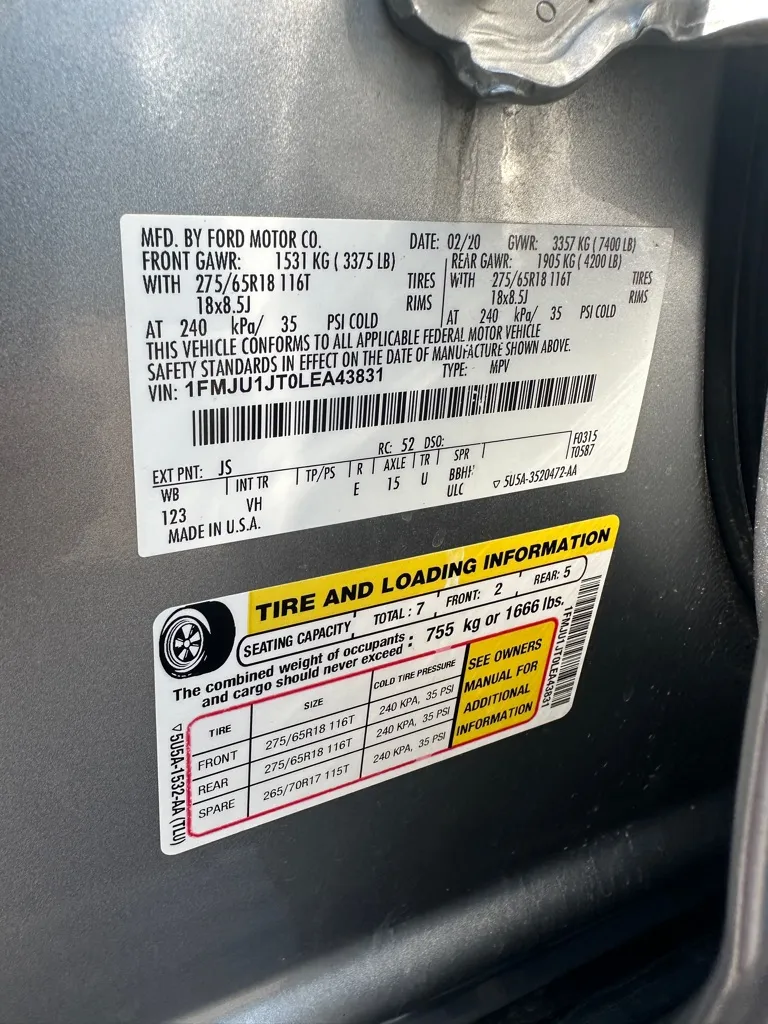 MFD. BY FORD MOTOR CO. DATE: 02/20 GVWR: 3357 KG (7400 LB)
FRONT GAWR: 1531 KG (3375 LB) REAR GAWR: 1905 KG (4200 LB)
WITH 275/65R18 116T TIRES WITH 275/65R18 116T TIRES
18x8.5J RIMS 18x8.5J RIMS
AT 240 kPa/ 35 PSI COLD AT 240 kPa/ 35 PSI COLD
THIS VEHICLE CONFORMS TO ALL APPLICABLE FEDERAL MOTOR VEHICLE
SAFETY STANDARDS IN EFFECT ON THE DATE OF MANUFACTURE SHOWN ABOVE.
VIN: 1FMJU1JT0LEA43831 TYPE: MPV
EXT PNT: JS RC: 52 DSO: F0315
WB INT TR TP/PS R AXLE TR SPR T0587
123 VH E 15 U BBHH
ULC ▽ 5U5A-3520472-AA
MADE IN U.S.A.
TIRE AND LOADING INFORMATION
SEATING CAPACITY TOTAL: 7 FRONT: 2 REAR: 5
The combined weight of occupants and cargo should never exceed : 755 kg or 1666 lbs.
TIRE SIZE COLD TIRE PRESSURE
FRONT 275/65R18 116T 240 KPA, 35 PSI
REAR 275/65R18 116T 240 KPA, 35 PSI
SPARE 265/70R17 115T 240 KPA, 35 PSI
SEE OWNERS
MANUAL FOR
ADDITIONAL
INFORMATION
1FMJU1JT0LEA43831
▽5U5A-1532-AA (TLU)